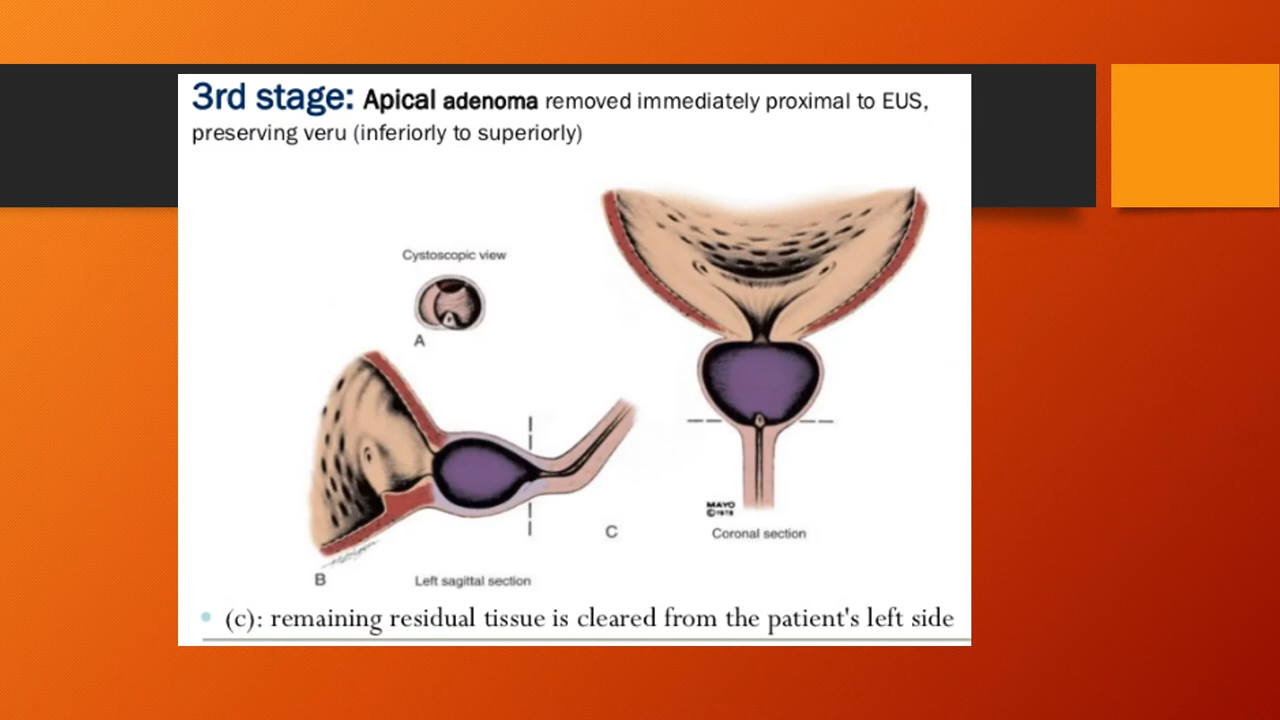 3rd stage: Apical adenoma removed immediately proximal to EUS,
preserving veru (inferiorly to superiorly)
Cystoscopic view
A
B
Left sagittal section
C
MAYO
©1978
Coronal section
• (c): remaining residual tissue is cleared from the patient's left side